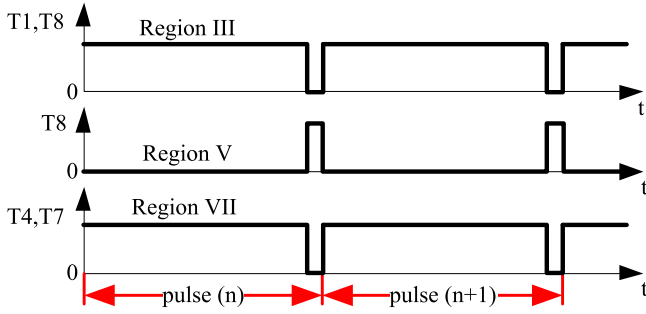 T1,T8
Region III
0
t
T8
Region V
0
t
T4,T7
Region VII
0
t
pulse (n)
pulse (n+1)